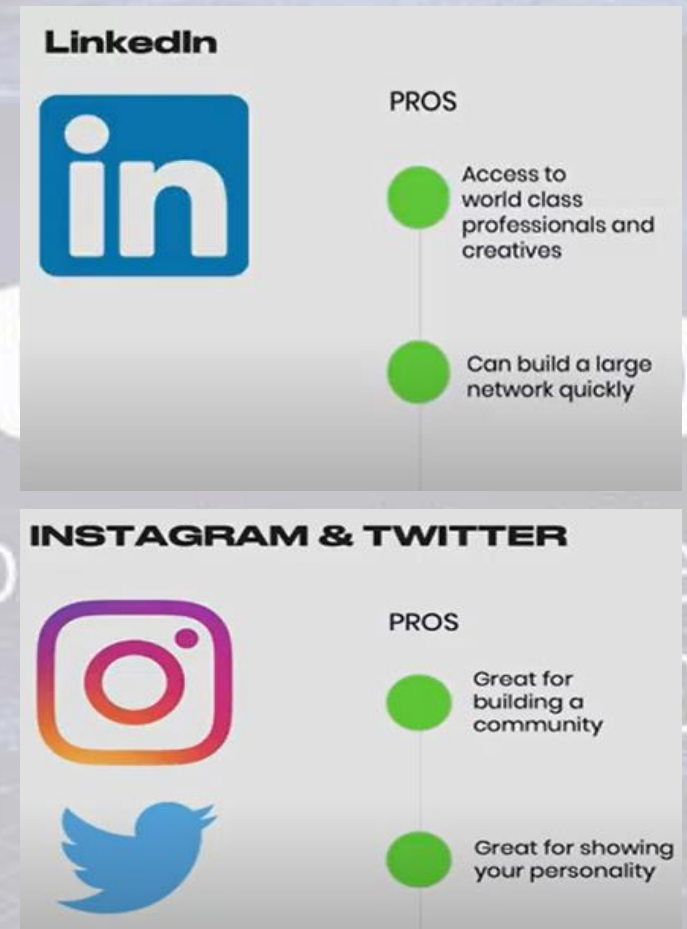 LinkedIn
in
PROS
Access to
world class
professionals and
creatives
Can build a large
network quickly
INSTAGRAM & TWITTER
PROS
Great for
building a
community
Great for showing
your personality